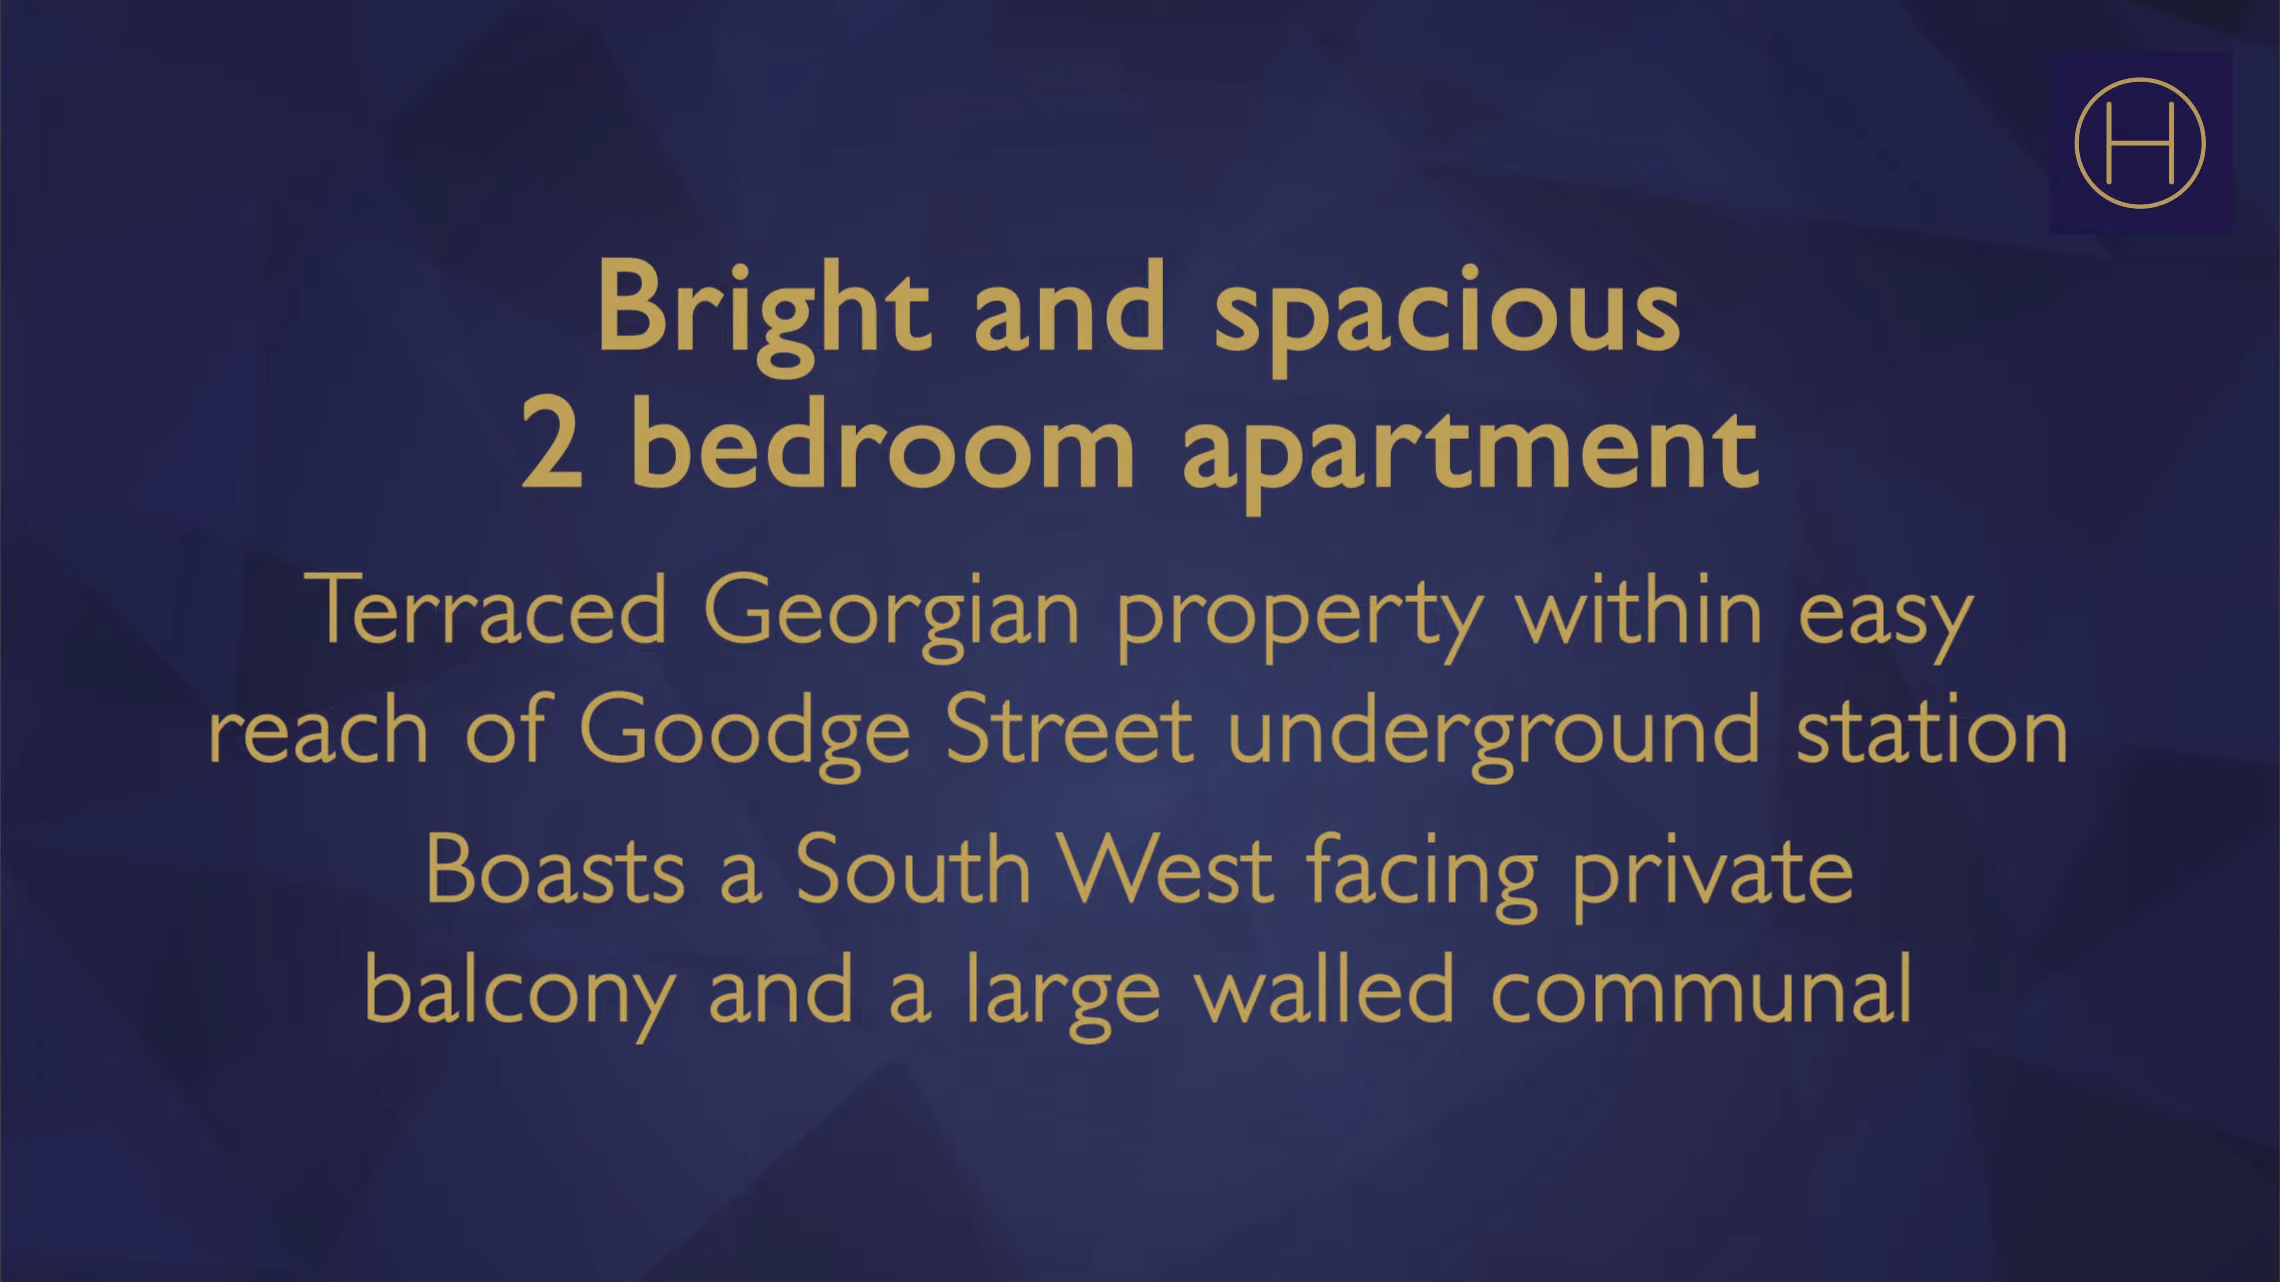 H
Bright and spacious
2 bedroom apartment
Terraced Georgian property within easy
reach of Goodge Street underground station
Boasts a South West facing private
balcony and a large walled communal